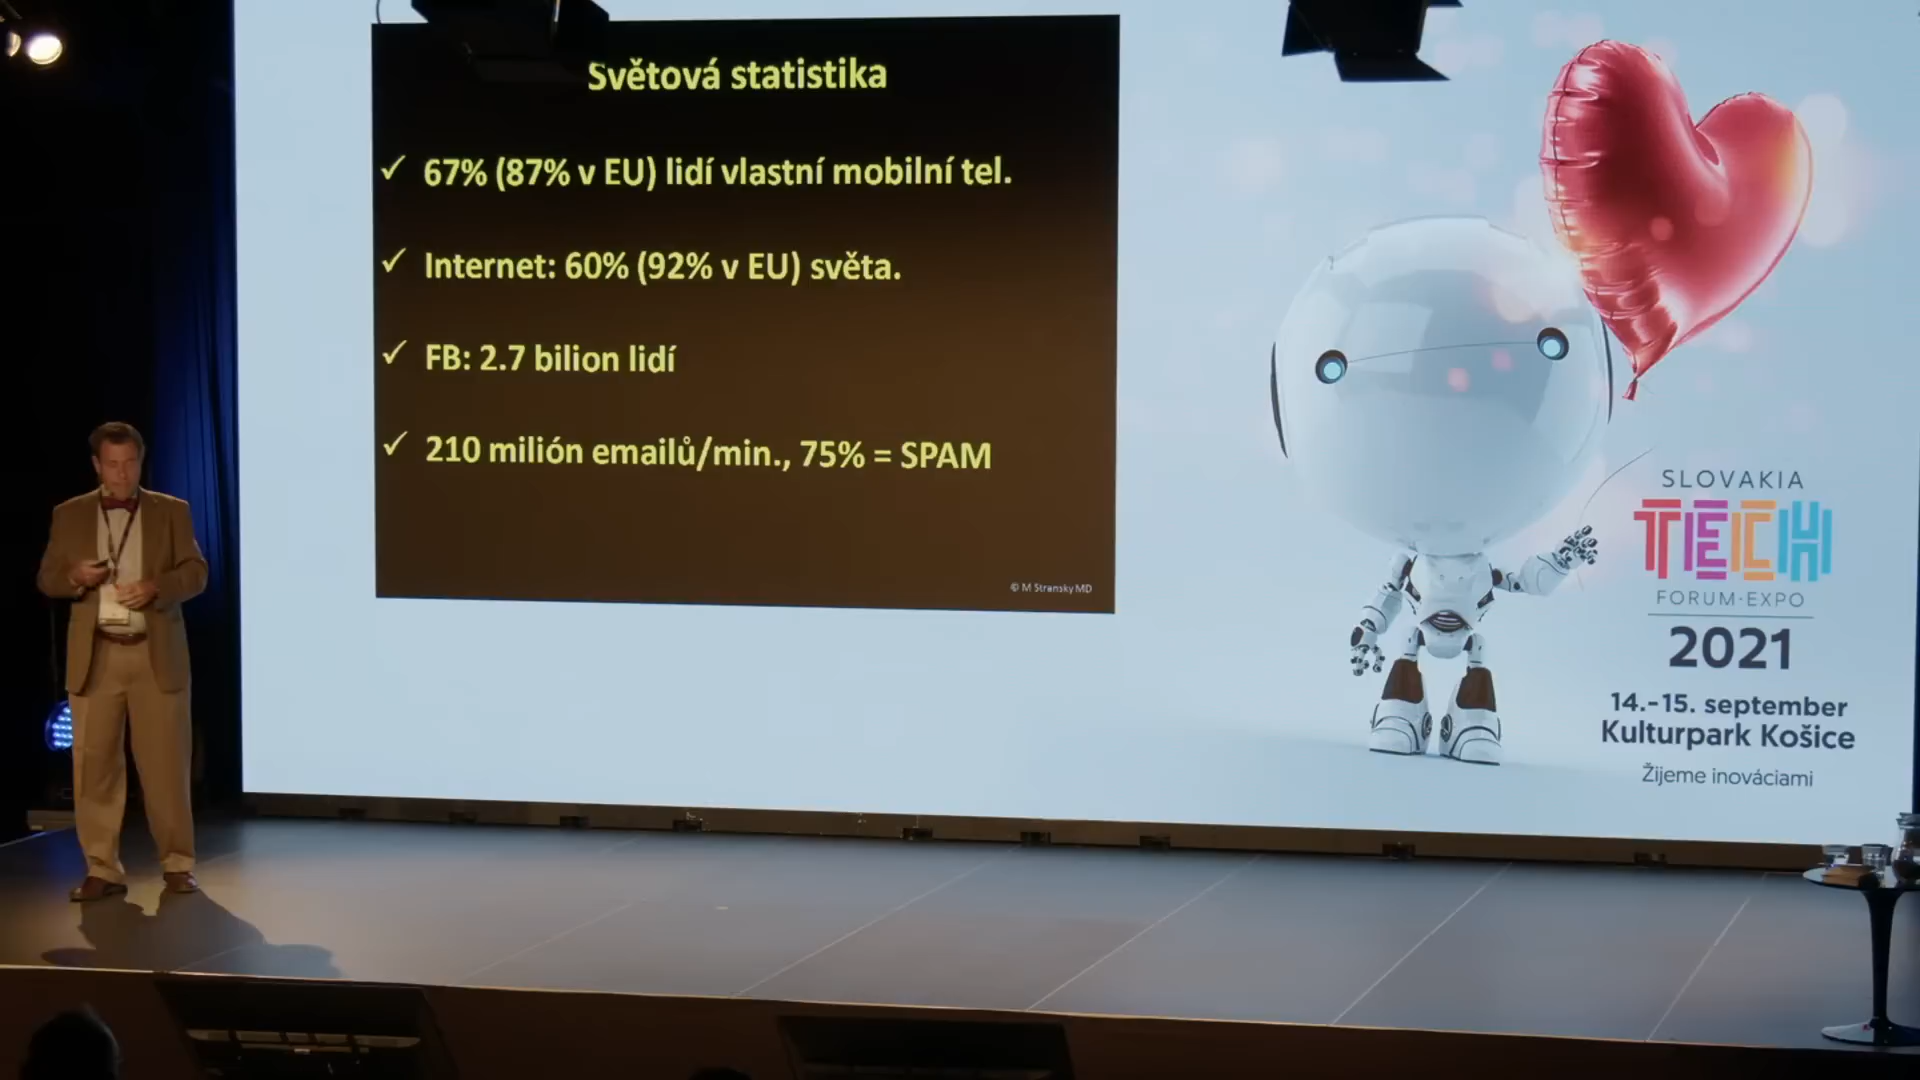 Světová statistika
✓ 67% (87% v EU) lidí vlastní mobilní tel.
✓ Internet: 60% (92% v EU) světa.
✓ FB: 2.7 bilion lidí
✓ 210 milión emailů/min., 75% = SPAM
© M Stransky MD
SLOVAKIA
TECH
FORUM-EXPO
2021
14.-15. september
Kulturpark Košice
Žijeme inováciami